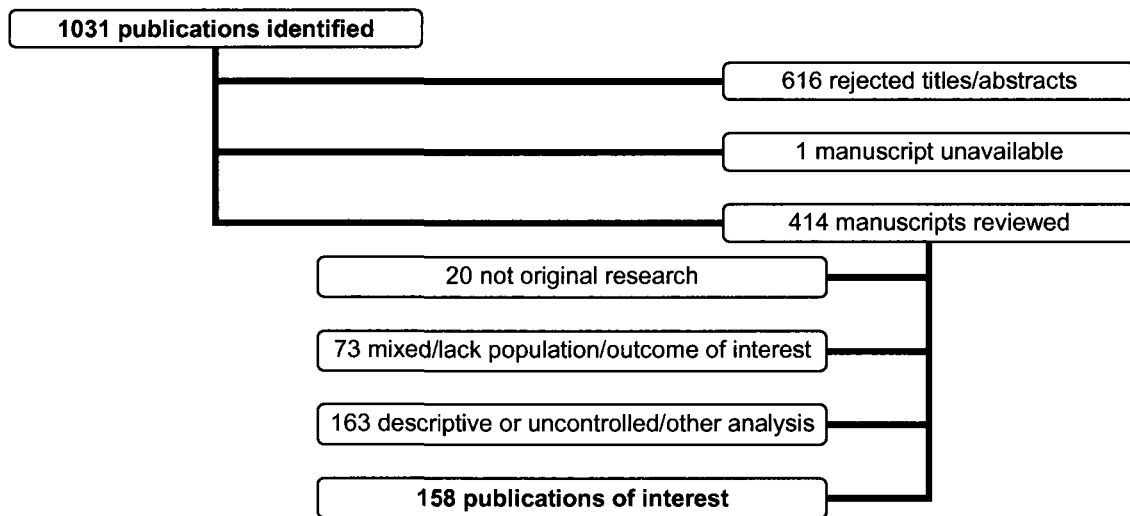 1031 publications identified
616 rejected titles/abstracts
1 manuscript unavailable
414 manuscripts reviewed
20 not original research
73 mixed/lack population/outcome of interest
163 descriptive or uncontrolled/other analysis
158 publications of interest